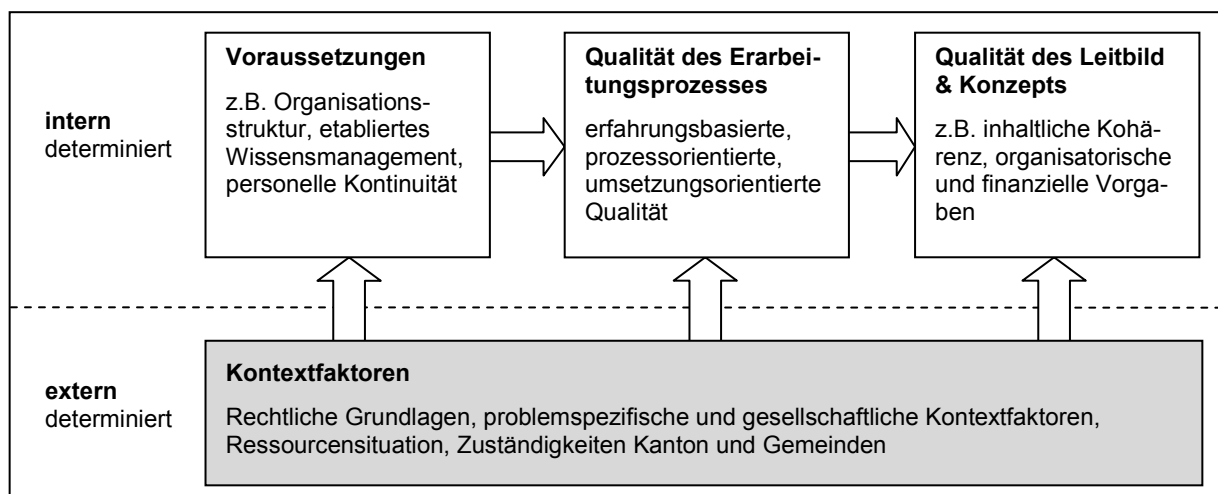 intern
determiniert
Voraussetzungen
z.B. Organisations-
struktur, etabliertes
Wissensmanagement,
personelle Kontinuität
Qualität des Erarbei-
tungsprozesses
erfahrungsbasierte,
prozessorientierte,
umsetzungsorientierte
Qualität
Qualität des Leitbild
& Konzepts
z.B. inhaltliche Kohä-
renz, organisatorische
und finanzielle Vorga-
ben
extern
determiniert
Kontextfaktoren
Rechtliche Grundlagen, problemspezifische und gesellschaftliche Kontextfaktoren,
Ressourcensituation, Zuständigkeiten Kanton und Gemeinden